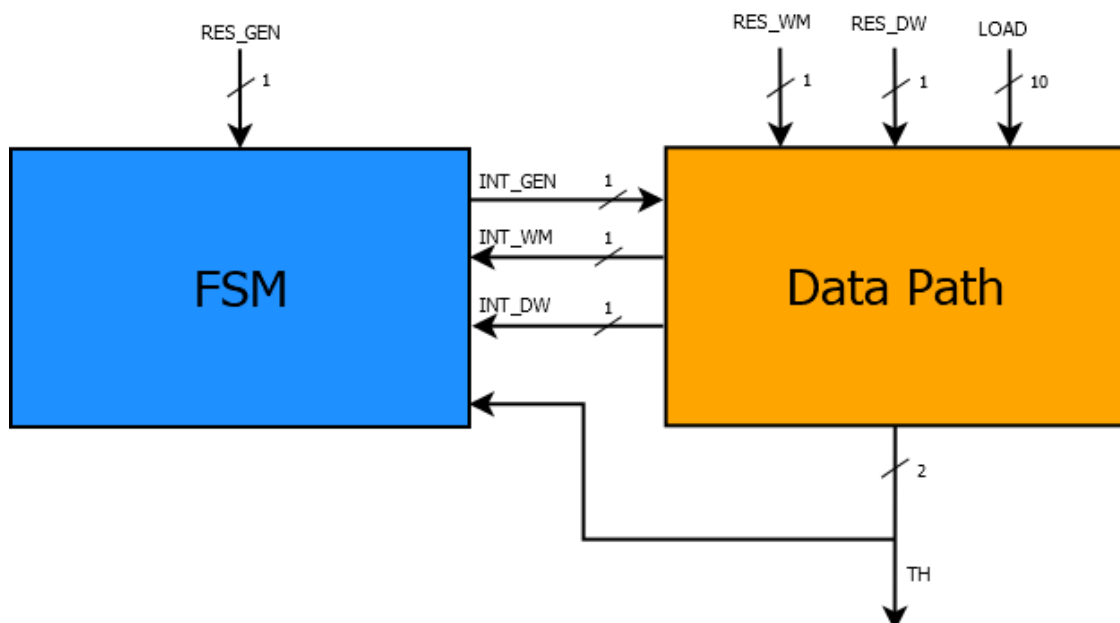 RES_GEN
1
RES_WM
1
RES_DW
1
LOAD
10
INT_GEN 1
INT_WM 1
INT_DW 1
FSM
Data Path
2
TH